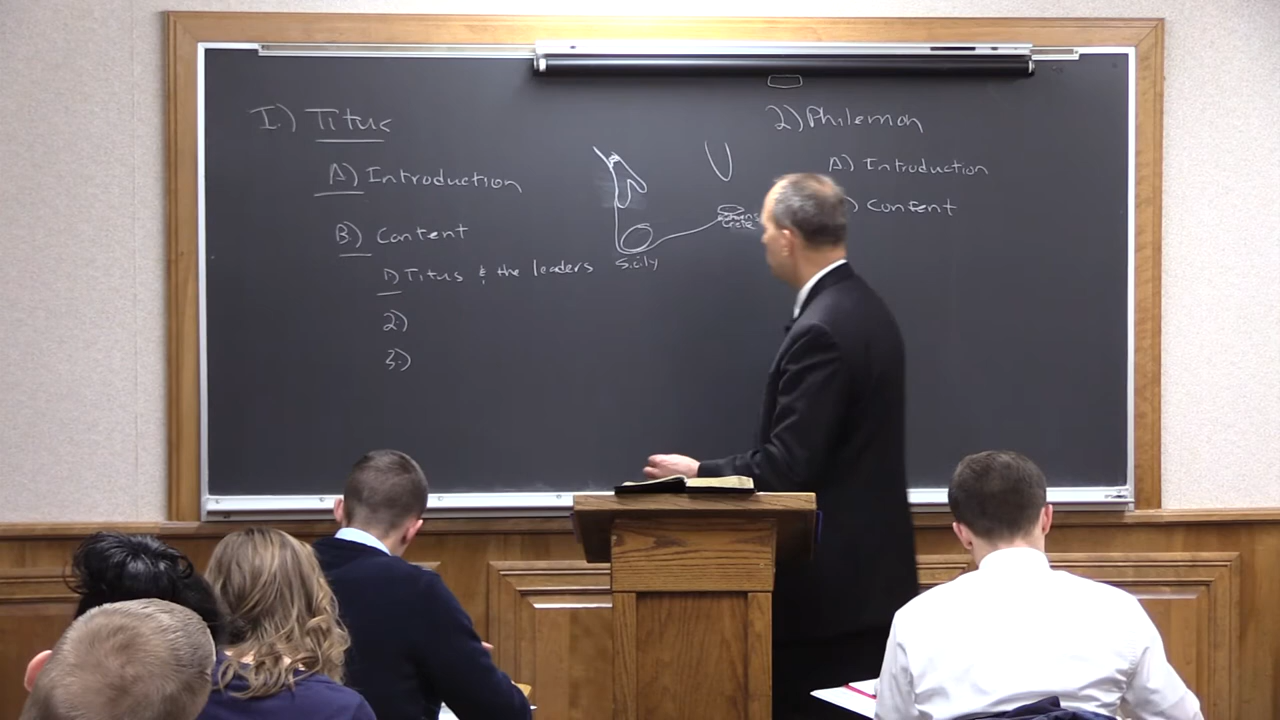 I.) Titus
A) Introduction
B.) Content
1) Titus & the leaders
2.)
3.)
Sicily
Crete
2) Philemon
A.) Introduction
) Content